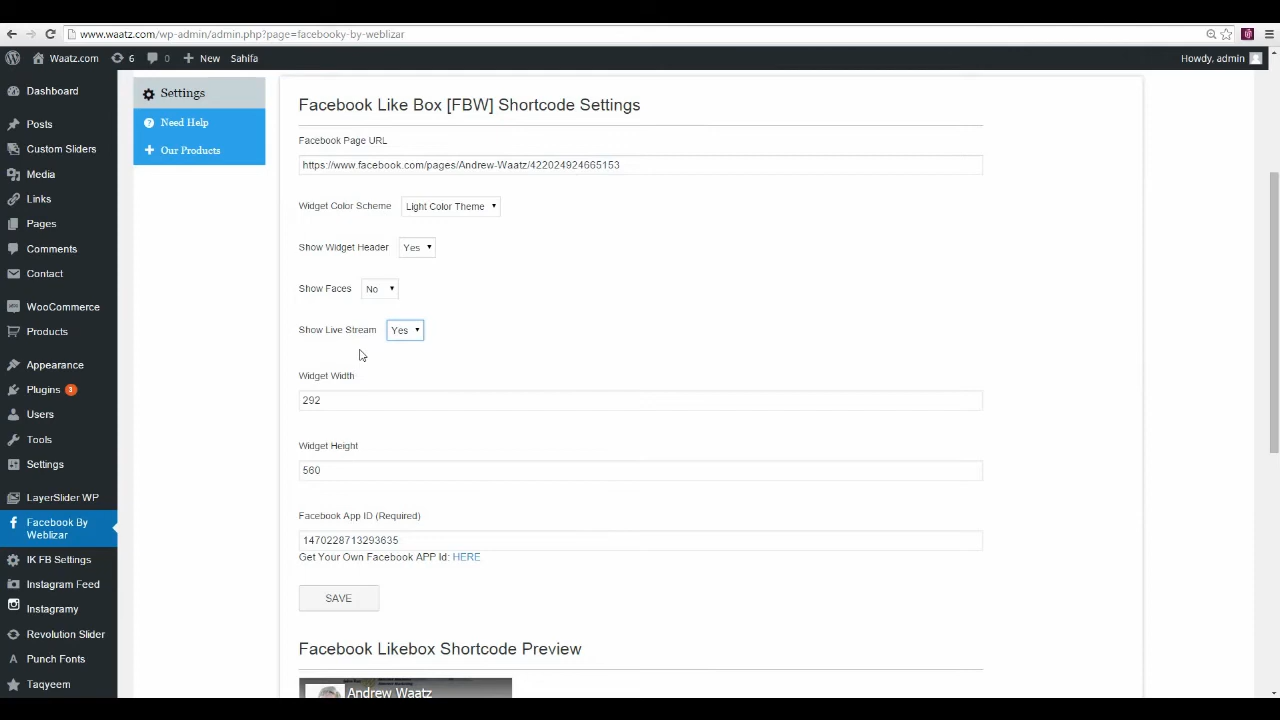 www.waatz.com/wp-admin/admin.php?page=facebooky-by-weblizar
Waatz.com
6
0
New
Sahifa
Howdy, admin
Dashboard
Posts
Custom Sliders
Media
Links
Pages
Comments
Contact
WooCommerce
Products
Appearance
Plugins 3
Users
Tools
Settings
LayerSlider WP
Facebook By
Weblizar
IK FB Settings
Instagram Feed
Instagramy
Revolution Slider
Punch Fonts
Taqyeem
Settings
Need Help
Our Products
Facebook Like Box [FBW] Shortcode Settings
Facebook Page URL
https://www.facebook.com/pages/Andrew-Waatz/422024924665153
Widget Color Scheme Light Color Theme
Show Widget Header Yes
Show Faces No
Show Live Stream Yes
Widget Width
292
Widget Height
560
Facebook App ID (Required)
1470228713293635
Get Your Own Facebook APP Id: HERE
SAVE
Facebook Likebox Shortcode Preview
Andrew Waatz